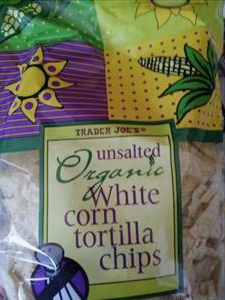 TRADER JOE'S®
unsalted
Organic
White
corn
tortilla
chips